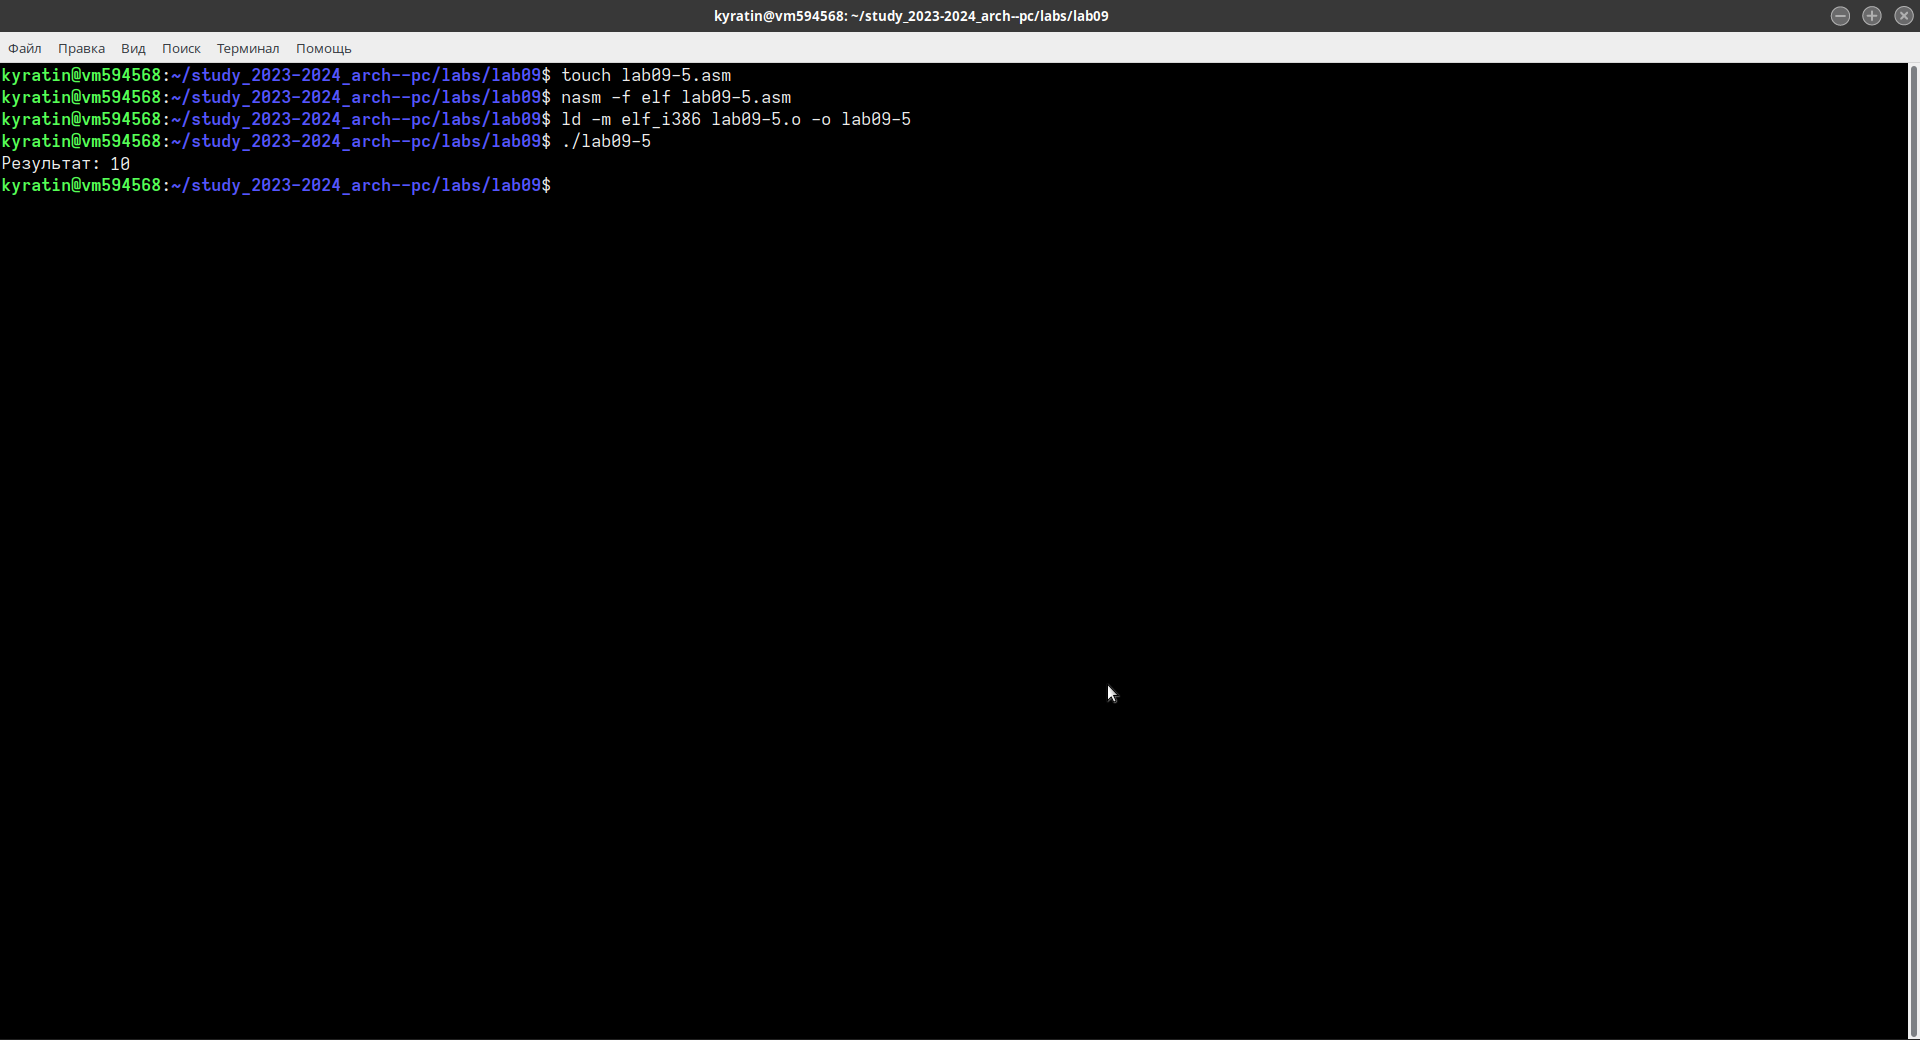 kyratin@vm594568: ~/study_2023-2024_arch--pc/labs/lab09
Файл Правка Вид Поиск Терминал Помощь
kyratin@vm594568:~/study_2023-2024_arch--pc/labs/lab09$ touch lab09-5.asm
kyratin@vm594568:~/study_2023-2024_arch--pc/labs/lab09$ nasm -f elf lab09-5.asm
kyratin@vm594568:~/study_2023-2024_arch--pc/labs/lab09$ ld -m elf_i386 lab09-5.o -o lab09-5
kyratin@vm594568:~/study_2023-2024_arch--pc/labs/lab09$ ./lab09-5
Результат: 10
kyratin@vm594568:~/study_2023-2024_arch--pc/labs/lab09$